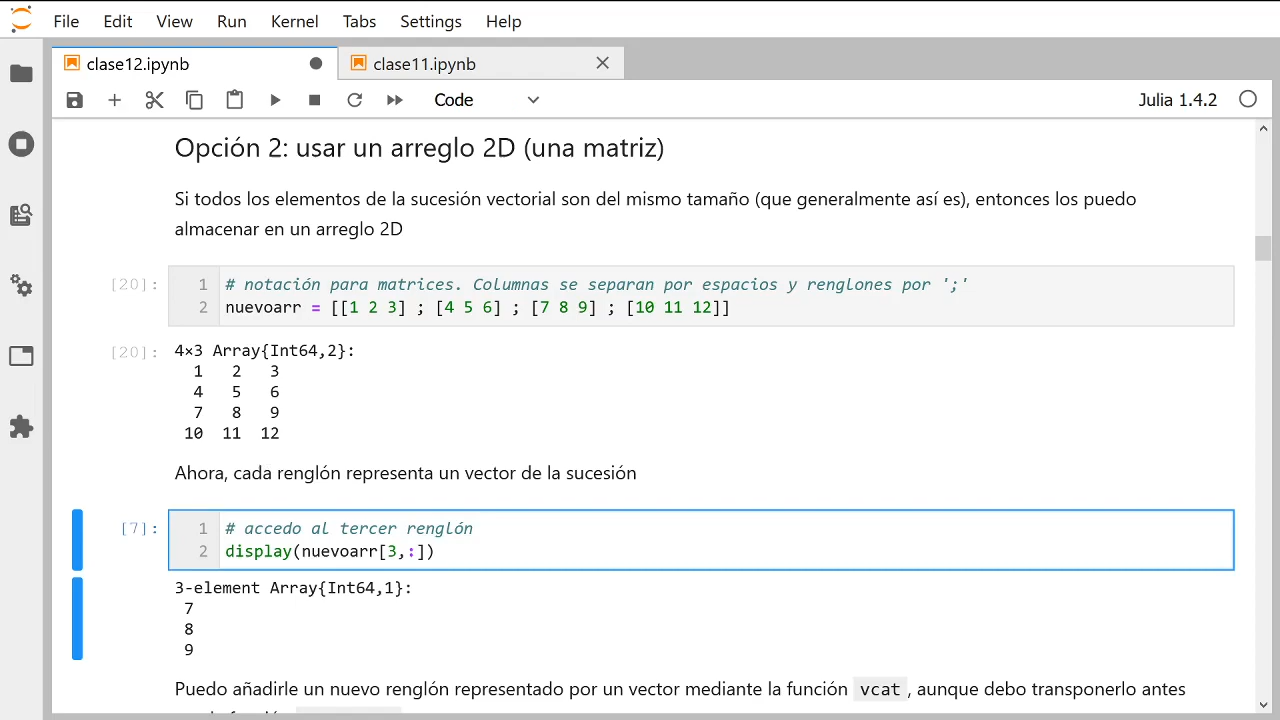 File Edit View Run Kernel Tabs Settings Help
clase12.ipynb
clase11.ipynb
Code
Julia 1.4.2
Opción 2: usar un arreglo 2D (una matriz)
Si todos los elementos de la sucesión vectorial son del mismo tamaño (que generalmente así es), entonces los puedo
almacenar en un arreglo 2D
[20]: 1 # notación para matrices. Columnas se separan por espacios y renglones por ';'
2 nuevoarr = [[1 2 3] ; [4 5 6] ; [7 8 9] ; [10 11 12]]
[20]: 4×3 Array{Int64,2}:
1 2 3
4 5 6
7 8 9
10 11 12
Ahora, cada renglón representa un vector de la sucesión
[7]: 1 # accedo al tercer renglón
2 display(nuevoarr[3,:])
3-element Array{Int64,1}:
7
8
9
Puedo añadirle un nuevo renglón representado por un vector mediante la función vcat, aunque debo transponerlo antes